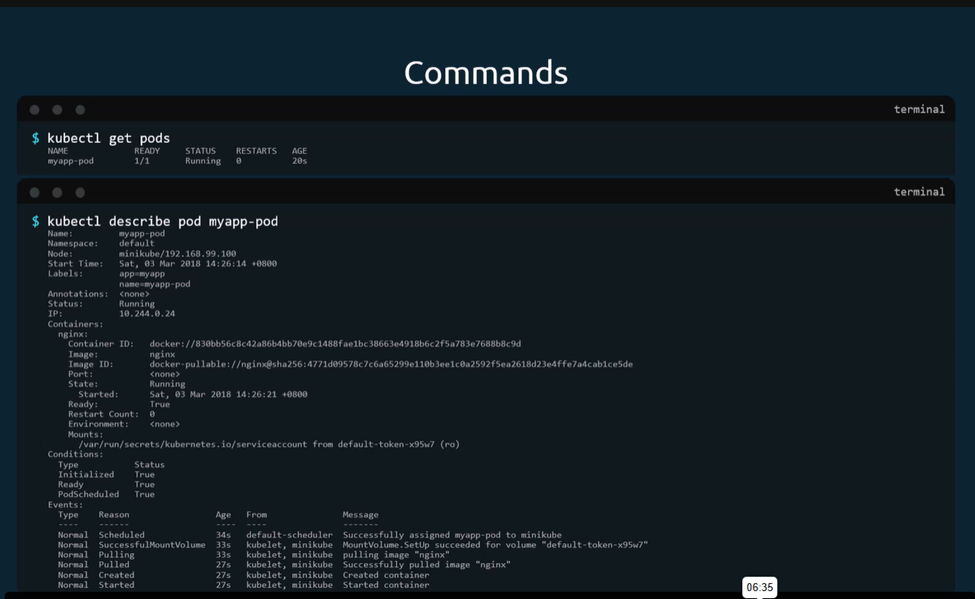 Commands
terminal
$ kubectl get pods
NAME READY STATUS RESTARTS AGE
myapp-pod 1/1 Running 0 20s
terminal
$ kubectl describe pod myapp-pod
Name: myapp-pod
Namespace: default
Node: minikube/192.168.99.100
Start Time: Sat, 03 Mar 2018 14:26:14 +0800
Labels: app=myapp
name=myapp-pod
Annotations: <none>
Status: Running
IP: 10.244.0.24
Containers:
nginx:
Container ID: docker://830bb56c8c42a86b4bb70e9c1488fae1bc38663e4918b6c2f5a783e7688b8c9d
Image: nginx
Image ID: docker-pullable://nginx@sha256:4771d09578c7c6a65299e110b3ee1c0a2592f5ea2618d23e4ffe7a4cab1ce5de
Port: <none>
State: Running
Started: Sat, 03 Mar 2018 14:26:21 +0800
Ready: True
Restart Count: 0
Environment: <none>
Mounts:
/var/run/secrets/kubernetes.io/serviceaccount from default-token-x95w7 (ro)
Conditions:
Type Status
Initialized True
Ready True
PodScheduled True
Events:
Type Reason Age From Message
---- ------ ---- ---- -------
Normal Scheduled 34s default-scheduler Successfully assigned myapp-pod to minikube
Normal SuccessfulMountVolume 33s kubelet, minikube MountVolume.SetUp succeeded for volume "default-token-x95w7"
Normal Pulling 33s kubelet, minikube pulling image "nginx"
Normal Pulled 27s kubelet, minikube Successfully pulled image "nginx"
Normal Created 27s kubelet, minikube Created container
Normal Started 27s kubelet, minikube Started container
06:35